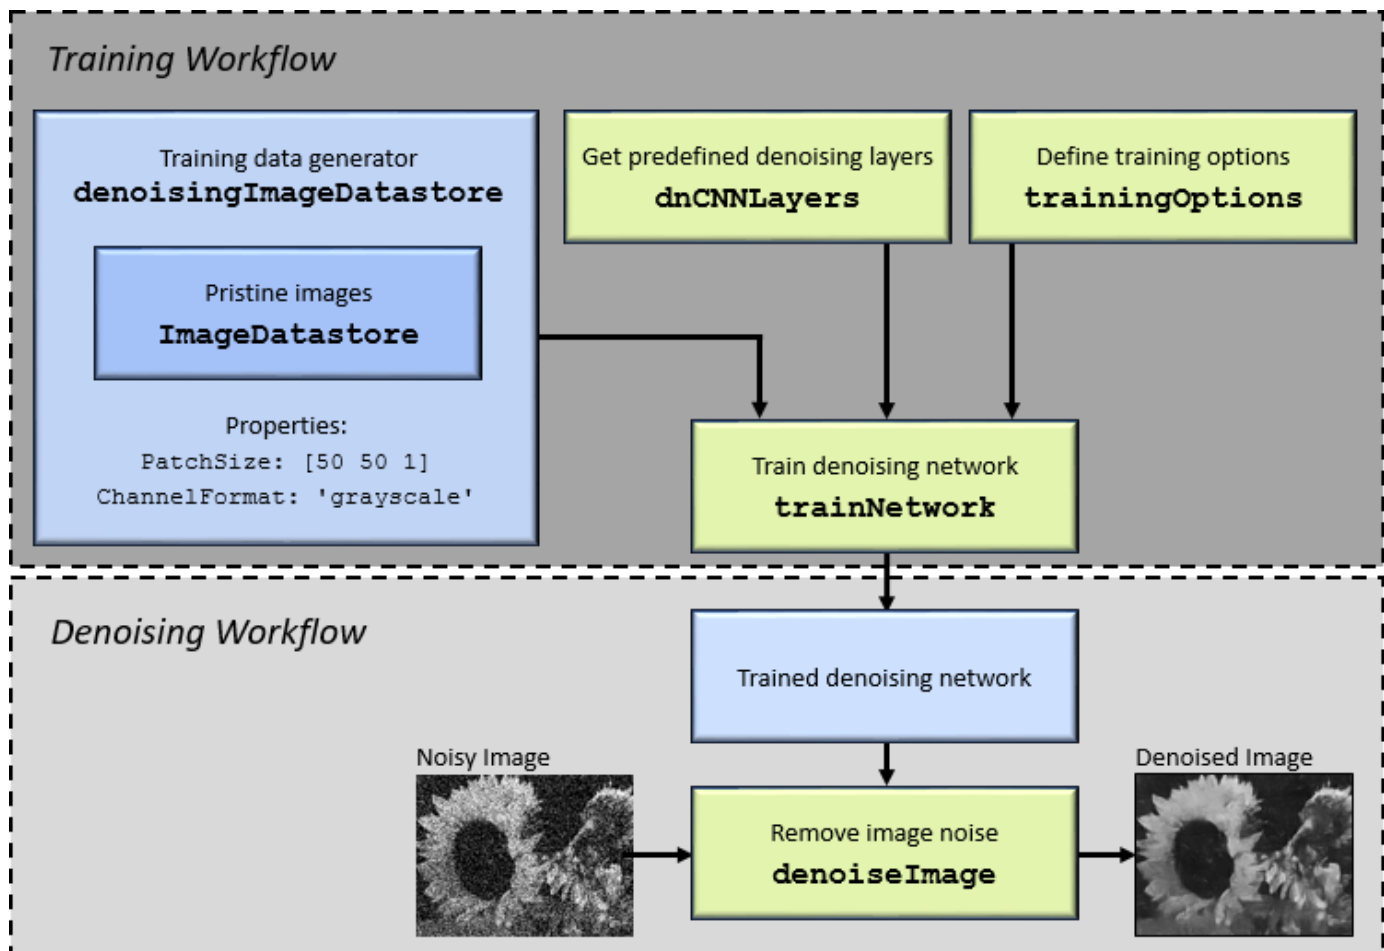 Training Workflow
Training data generator
denoisingImageDatastore
Pristine images
ImageDatastore
Properties:
PatchSize: [50 50 1]
ChannelFormat: 'grayscale'
Get predefined denoising layers
dnCNNLayers
Define training options
trainingOptions
Train denoising network
trainNetwork
Denoising Workflow
Trained denoising network
Noisy Image
Remove image noise
denoiseImage
Denoised Image